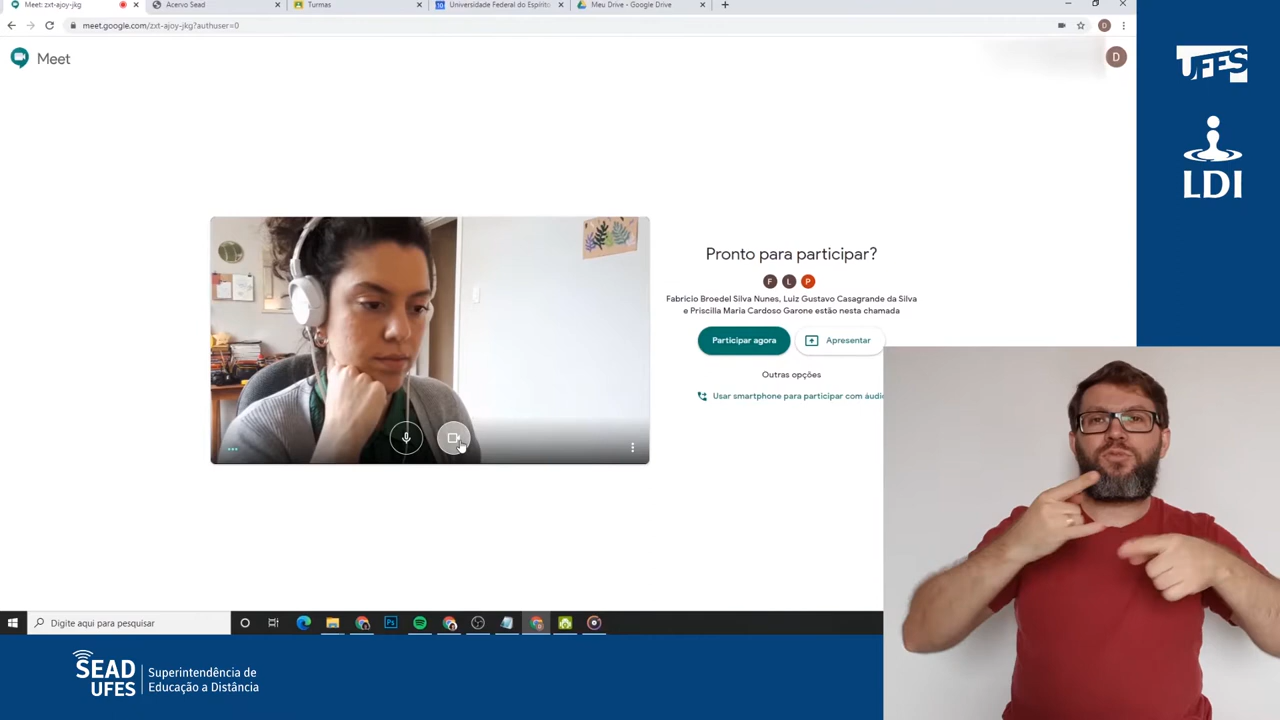 Meet: zxt-ajoy-jkg
Acervo Sead
Turmas
Universidade Federal do Espírito
Meu Drive - Google Drive
meet.google.com/zxt-ajoy-jkg?authuser=0
D
Meet
D
UFES
LDI
Pronto para participar?
F L P
Fabricio Broedel Silva Nunes, Luiz Gustavo Casagrande da Silva
e Priscilla Maria Cardoso Garone estão nesta chamada
Participar agora
Apresentar
Outras opções
Usar smartphone para participar com áudio
Digite aqui para pesquisar
Ps
SEAD
UFES
Superintendência de
Educação a Distância